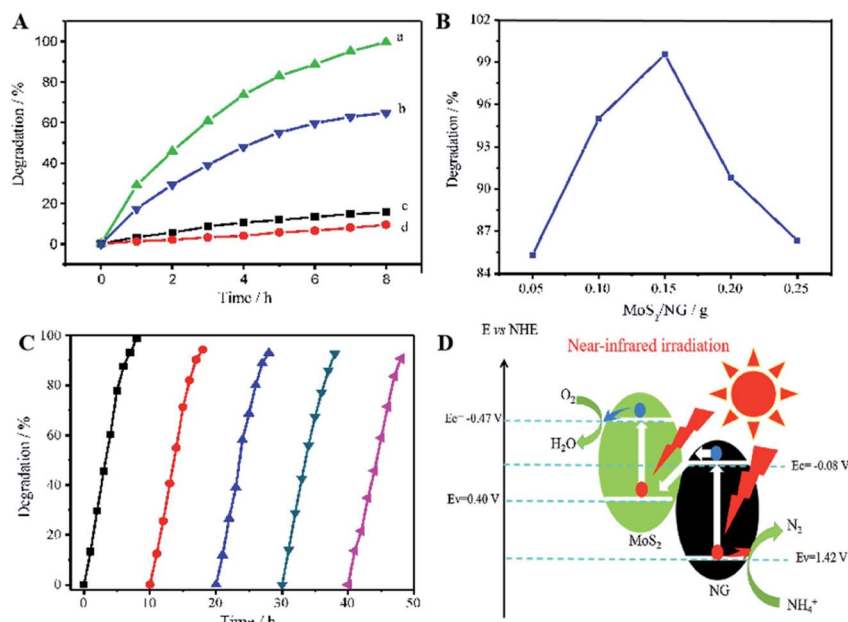 A
Degradation / %
100
80
60
40
20
0
a
b
c
d
0
2
4
6
8
Time / h
B
Degradation / %
102
99
96
93
90
87
84
0.05
0.10
0.15
0.20
0.25
MoS₂/NG / g
C
Degradation / %
100
80
60
40
20
0
0
10
20
30
40
50
Time / h
D
E vs NHE
Near-infrared irradiation
O₂
H₂O
Ec= -0.47 V
Ev=0.40 V
MoS₂
Ec= -0.08 V
Ev=1.42 V
N₂
NH₄⁺
NG